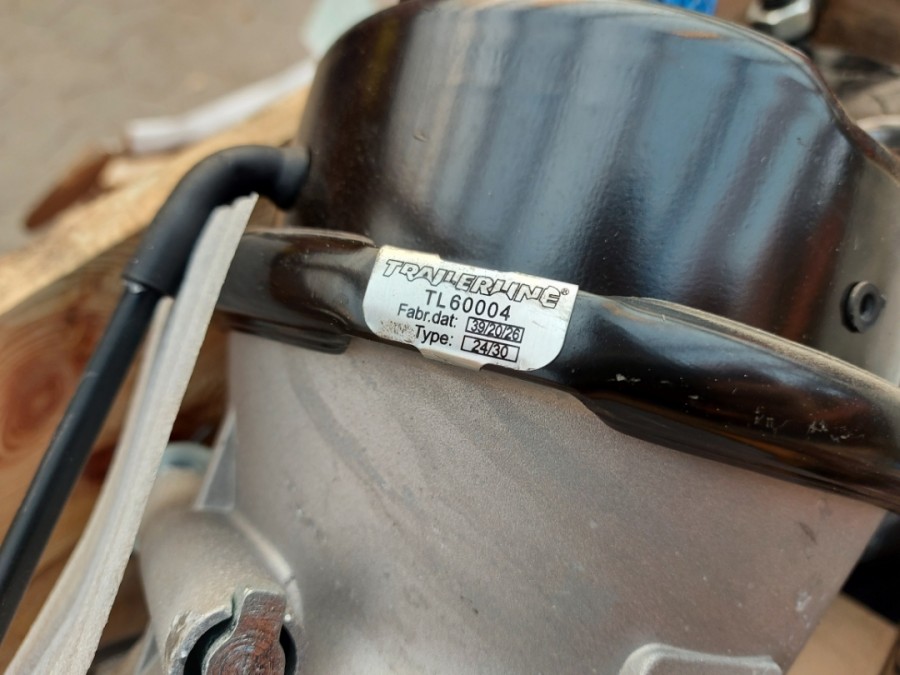 TRAILERLINE®
TL60004
Fabr.dat: 39/20/26
Type: 24/30